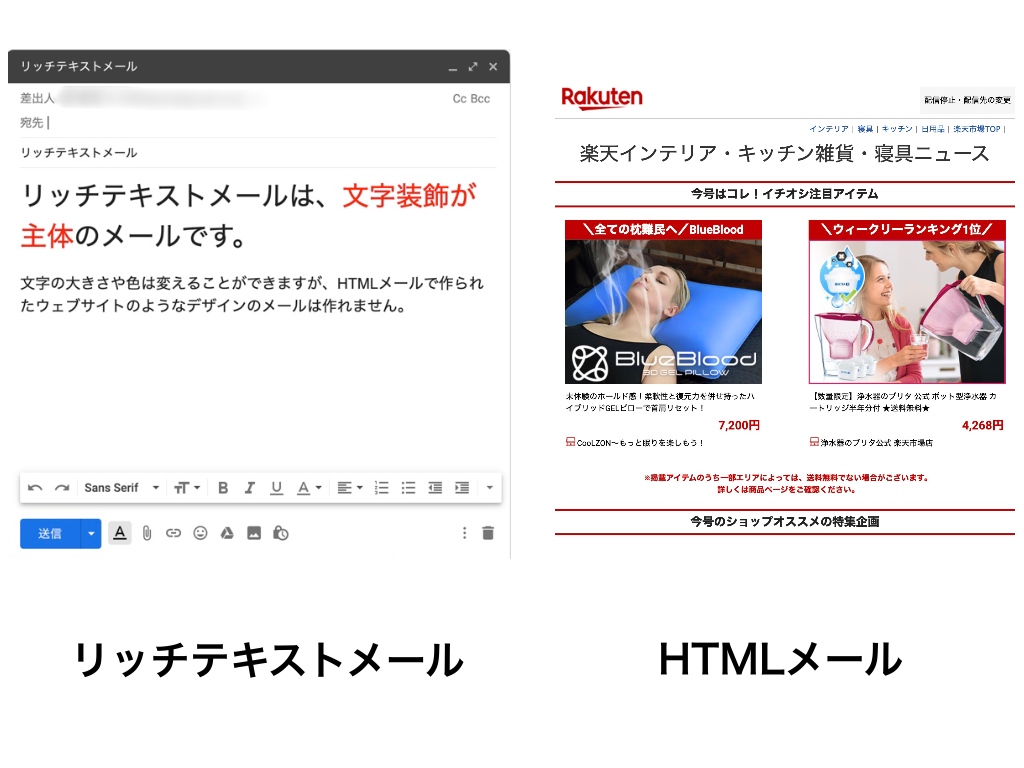 リッチテキストメール
差出人
Cc Bcc
宛先
リッチテキストメール
リッチテキストメールは、文字装飾が
主体のメールです。
文字の大きさや色は変えることができますが、HTMLメールで作られ
たウェブサイトのようなデザインのメールは作れません。
Sans Serif
送信
リッチテキストメール
Rakuten
配信停止・配信先の変更
インテリア | 寝具 | キッチン | 日用品 | 楽天市場TOP |
楽天インテリア・キッチン雑貨・寝具ニュース
今号はコレ！イチオシ注目アイテム
＼全ての枕難民へ／BlueBlood
BlueBlood
3D GEL PILLOW
未体験のホールド感！柔軟性と復元力を併せ持ったハ
イブリッドGELピローで首肩リセット！
7,200円
CooLZON〜もっと眠りを楽しもう！
＼ウィークリーランキング1位／
【数量限定】浄水器のブリタ 公式 ポット型浄水器 カ
ートリッジ半年分付 ★送料無料★
4,268円
浄水器のブリタ公式 楽天市場店
※掲載アイテムのうち一部エリアによっては、送料無料でない場合がございます。
詳しくは商品ページをご確認ください。
今号のショップオススメの特集企画
HTMLメール